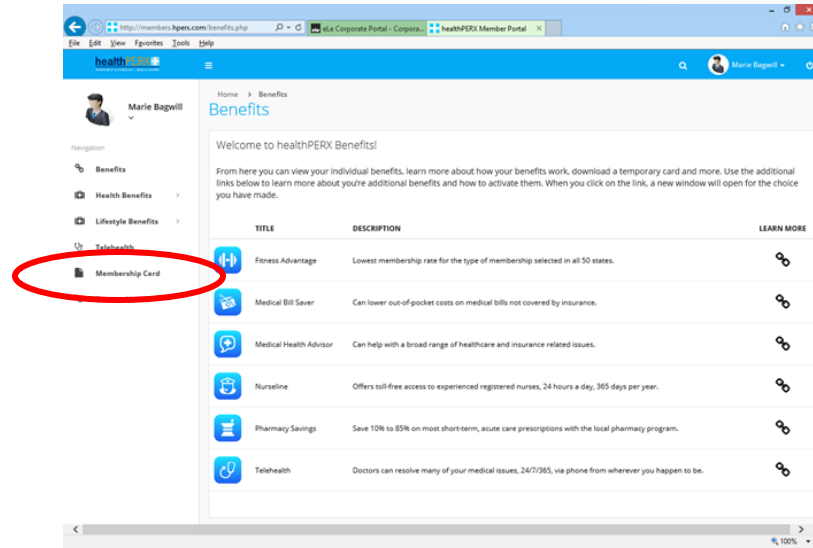 http://members.hperx.com/benefits.php
eLe Corporate Portal - Corpora...
healthPERX Member Portal
File Edit View Favorites Tools Help
healthPERX
Marie Bagwill
Marie Bagwill
Home > Benefits
Benefits
Navigation
Benefits
Health Benefits
Lifestyle Benefits
Telehealth
Membership Card
Welcome to healthPERX Benefits!
From here you can view your individual benefits, learn more about how your benefits work, download a temporary card and more. Use the additional
links below to learn more about you're additional benefits and how to activate them. When you click on the link, a new window will open for the choice
you have made.
TITLE DESCRIPTION LEARN MORE
Fitness Advantage Lowest membership rate for the type of membership selected in all 50 states.
Medical Bill Saver Can lower out-of-pocket costs on medical bills not covered by insurance.
Medical Health Advisor Can help with a broad range of healthcare and insurance related issues.
Nurseline Offers toll-free access to experienced registered nurses, 24 hours a day, 365 days per year.
Pharmacy Savings Save 10% to 85% on most short-term, acute care prescriptions with the local pharmacy program.
Telehealth Doctors can resolve many of your medical issues, 24/7/365, via phone from wherever you happen to be.
100%